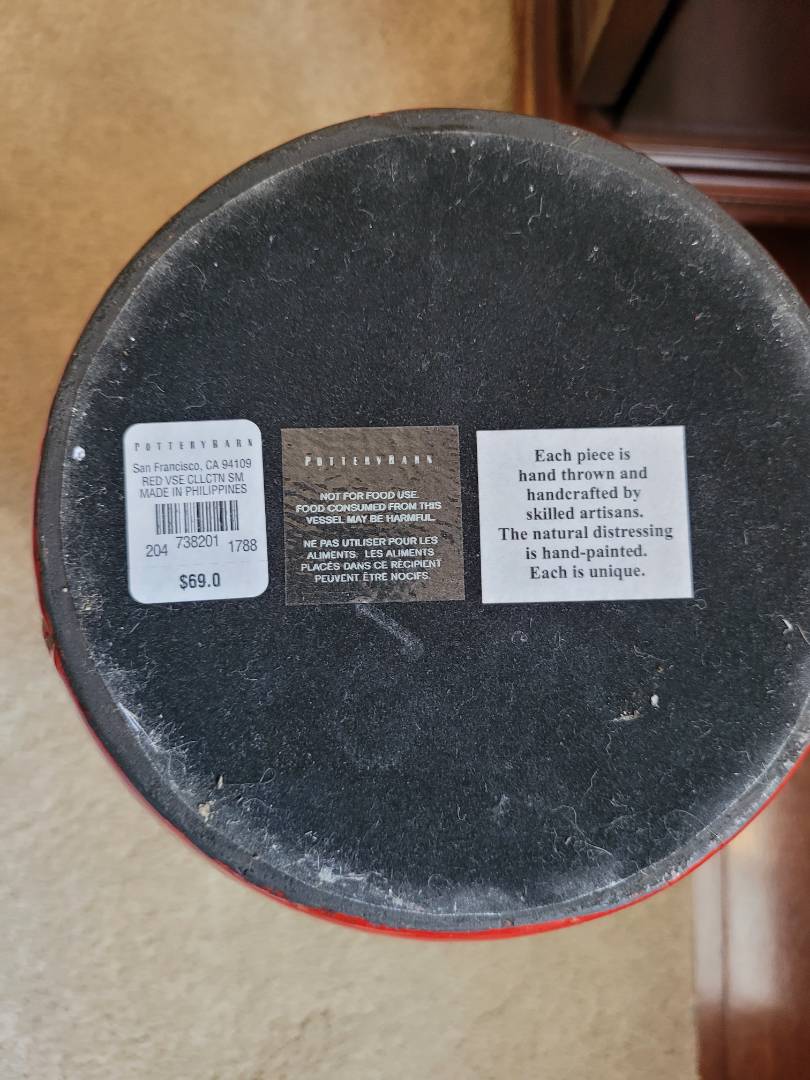 POTTERYBARN
San Francisco, CA 94109
RED VSE CLLCTN SM
MADE IN PHILIPPINES
204 738201 1788
$69.0
POTTERYBARN
NOT FOR FOOD USE.
FOOD CONSUMED FROM THIS
VESSEL MAY BE HARMFUL.
NE PAS UTILISER POUR LES
ALIMENTS. LES ALIMENTS
PLACÉS DANS CE RÉCIPIENT
PEUVENT ÊTRE NOCIFS.
Each piece is
hand thrown and
handcrafted by
skilled artisans.
The natural distressing
is hand-painted.
Each is unique.